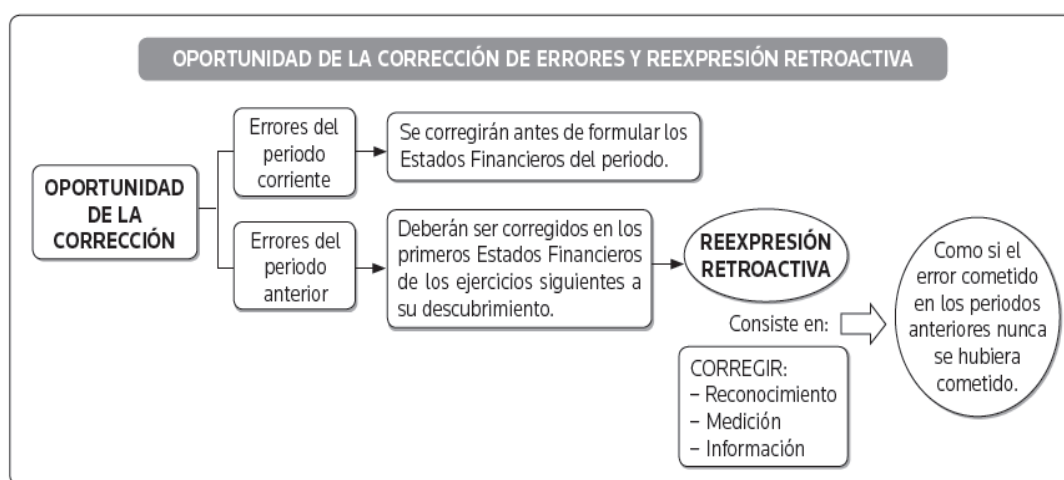 OPORTUNIDAD DE LA CORRECCIÓN DE ERRORES Y REEXPRESIÓN RETROACTIVA
OPORTUNIDAD
DE LA
CORRECCIÓN
Errores del
periodo
corriente
Se corregirán antes de formular los
Estados Financieros del periodo.
Errores del
periodo
anterior
Deberán ser corregidos en los
primeros Estados Financieros
de los ejercicios siguientes a
su descubrimiento.
REEXPRESIÓN
RETROACTIVA
Consiste en:
CORREGIR:
– Reconocimiento
– Medición
– Información
Como si el
error cometido
en los periodos
anteriores nunca
se hubiera
cometido.